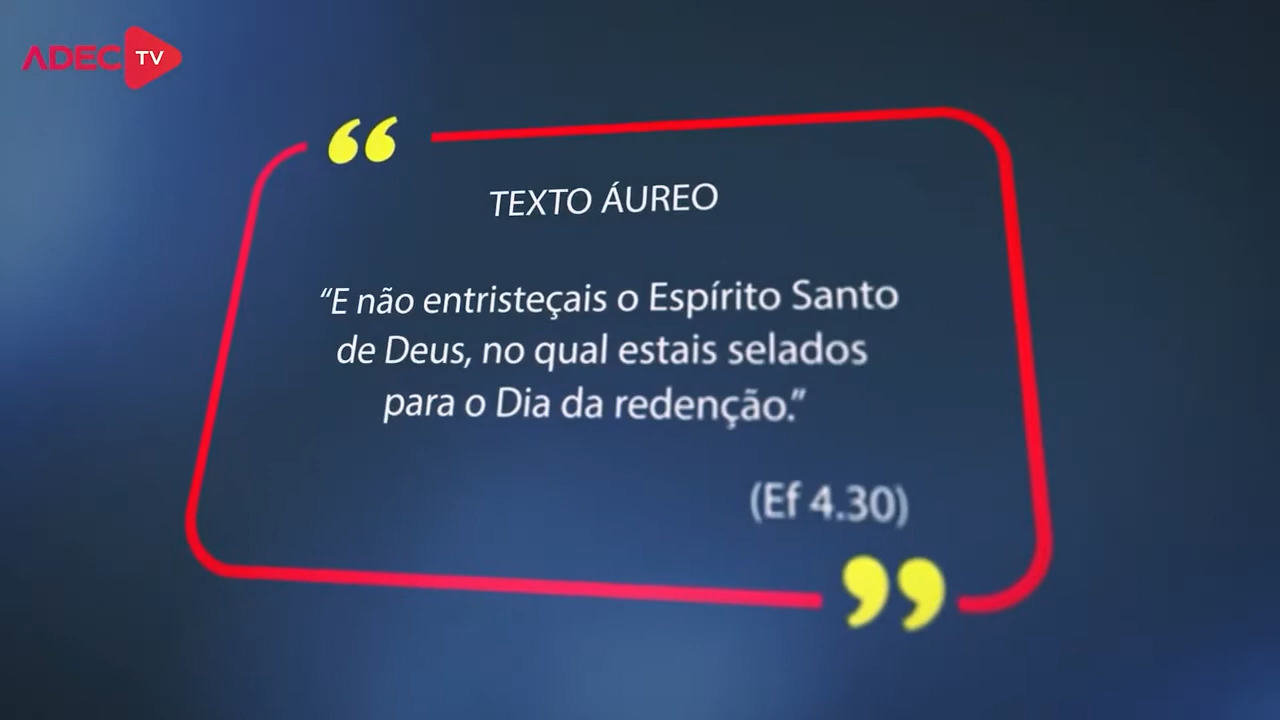 ADEC TV
TEXTO ÁUREO
“E não entristeçais o Espírito Santo
de Deus, no qual estais selados
para o Dia da redenção.”
(Ef 4.30)